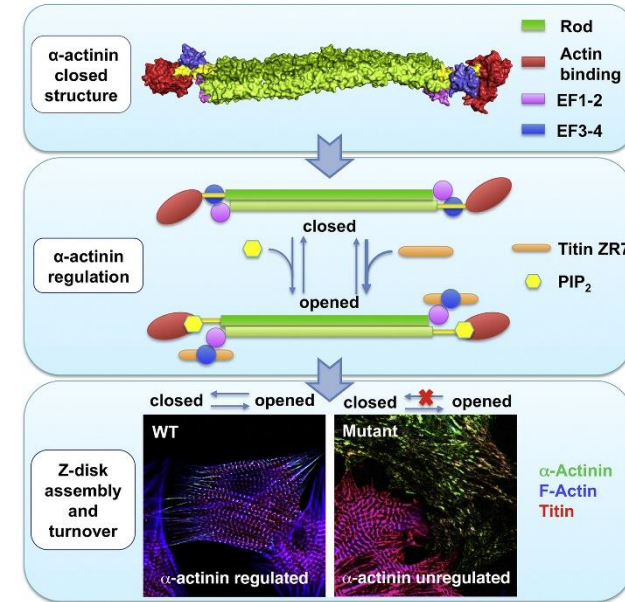 α-actinin
closed
structure
Rod
Actin
binding
EF1-2
EF3-4
α-actinin
regulation
closed
opened
Titin ZR7
PIP₂
Z-disk
assembly
and
turnover
closed opened
WT
α-actinin regulated
closed opened
Mutant
α-actinin unregulated
α-Actinin
F-Actin
Titin